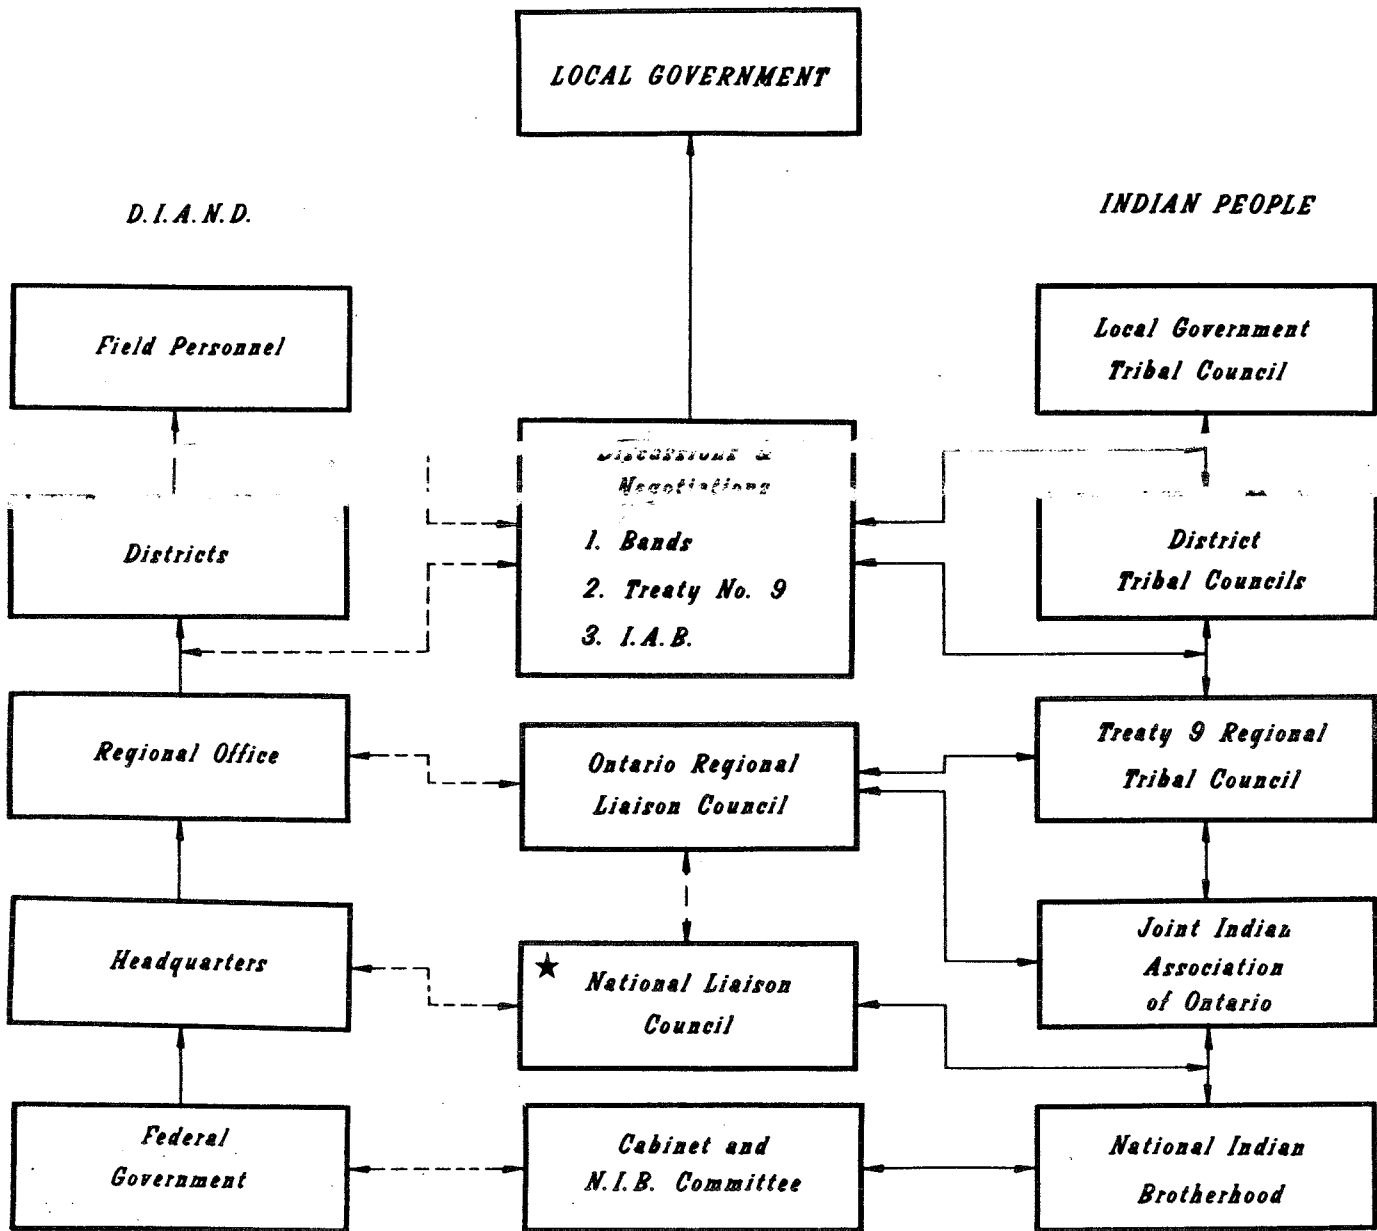 LOCAL GOVERNMENT
D.I.A.N.D.
INDIAN PEOPLE
Field Personnel
Local Government
Tribal Council
Discussions &
Negotiations
1. Bands
2. Treaty No. 9
3. I.A.B.
Districts
District
Tribal Councils
Regional Office
Ontario Regional
Liaison Council
Treaty 9 Regional
Tribal Council
Headquarters
National Liaison
Council
Joint Indian
Association
of Ontario
Federal
Government
Cabinet and
N.I.B. Committee
National Indian
Brotherhood